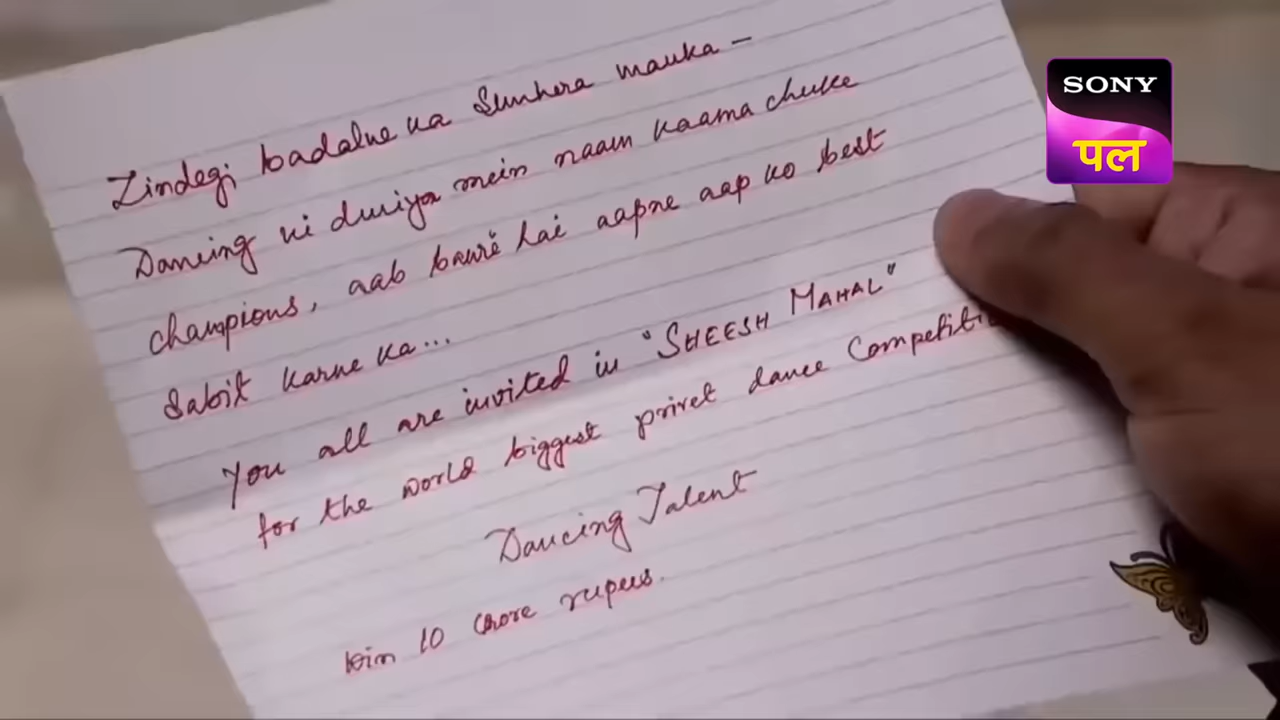 Zindegi badalne ka Sunhera mauka –
Dancing ki duniya mein naam kaama chuke
champions, aab baari hai aapne aap ko best
Sabit karne ka...
You all are invited in "SHEESH MAHAL"
for the world biggest privet dance Competiti
Dancing Talent
Win 10 Crore rupees.
SONY
पल